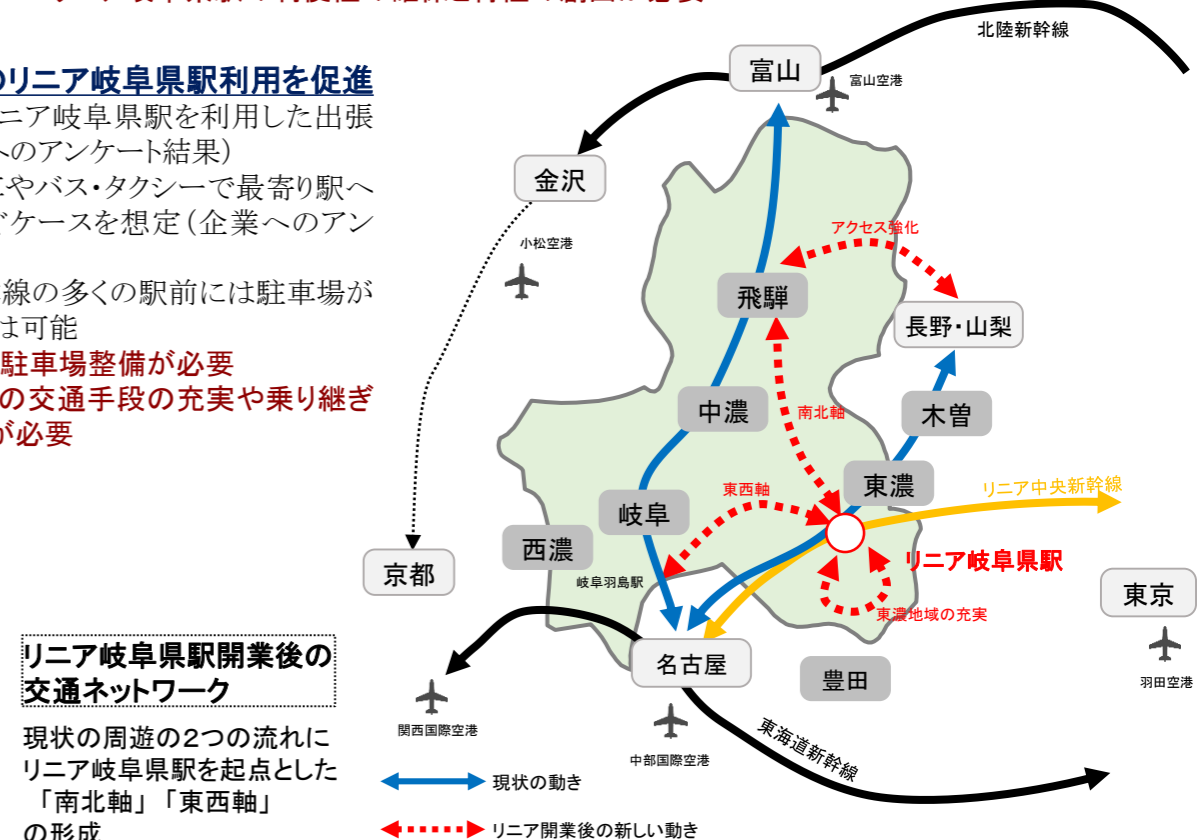 のリニア岐阜県駅利用を促進
ニア岐阜県駅を利用した出張
へのアンケート結果)
やバス・タクシーで最寄り駅へ
ケースを想定(企業へのアン
線の多くの駅前には駐車場が
は可能
駐車場整備が必要
の交通手段の充実や乗り継ぎ
が必要
北陸新幹線
富山
富山空港
金沢
小松空港
アクセス強化
飛騨
長野・山梨
中濃
南北軸
木曽
東濃
リニア中央新幹線
東西軸
岐阜
西濃
リニア岐阜県駅
京都
岐阜羽島駅
東京
東濃地域の充実
名古屋
豊田
羽田空港
関西国際空港
中部国際空港
東海道新幹線
リニア岐阜県駅開業後の
交通ネットワーク
現状の周遊の2つの流れに
リニア岐阜県駅を起点とした
「南北軸」「東西軸」
の形成
現状の動き
リニア開業後の新しい動き